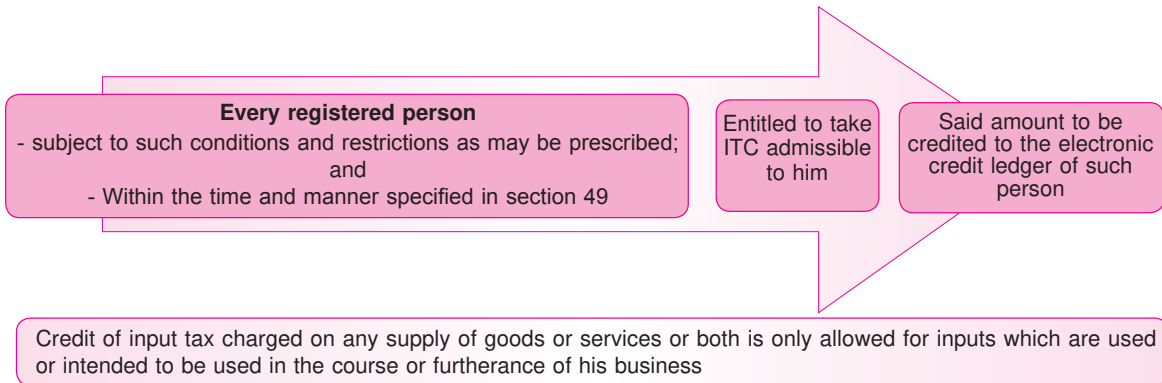 Every registered person
- subject to such conditions and restrictions as may be prescribed;
and
- Within the time and manner specified in section 49
Entitled to take
ITC admissible
to him
Said amount to be
credited to the electronic
credit ledger of such
person
Credit of input tax charged on any supply of goods or services or both is only allowed for inputs which are used
or intended to be used in the course or furtherance of his business